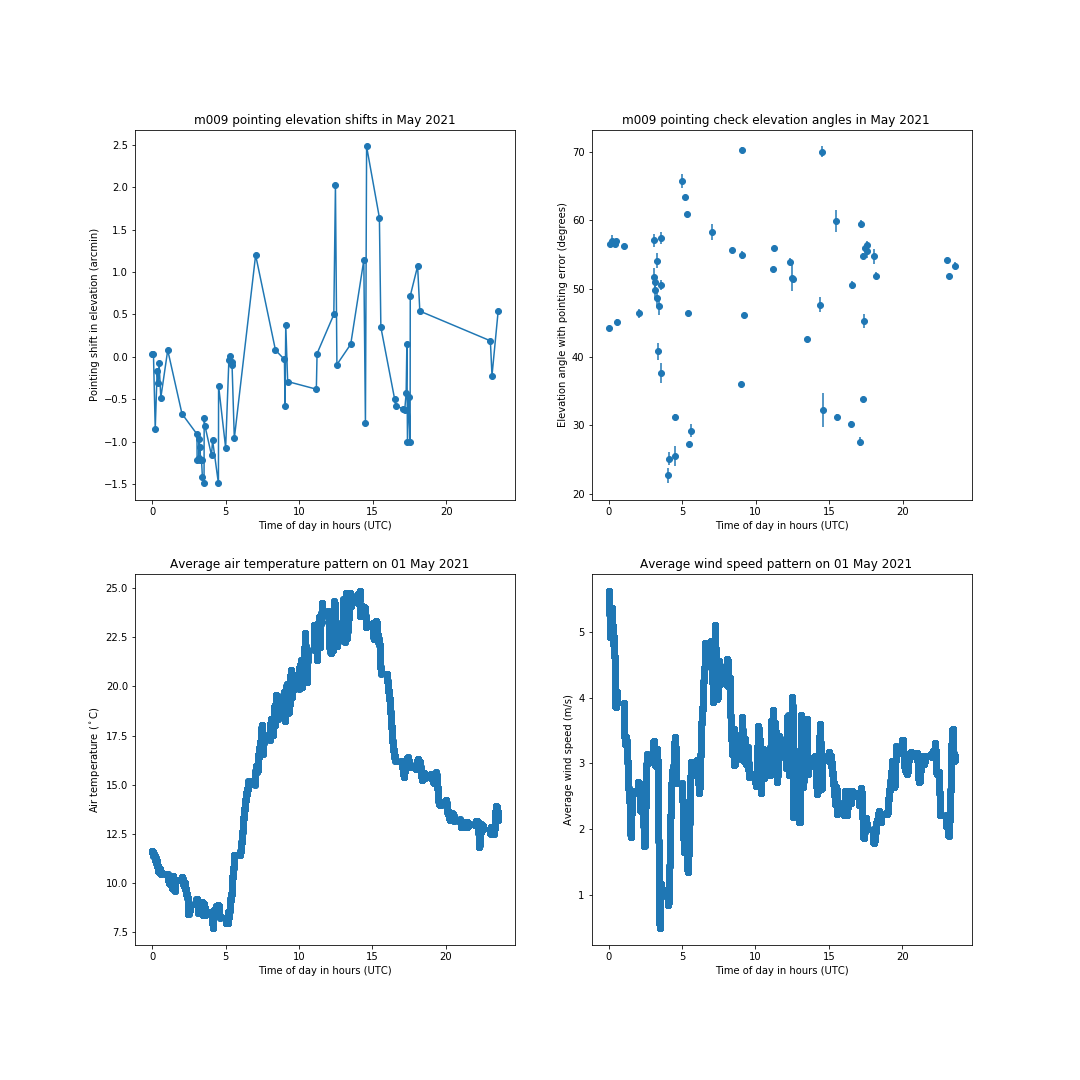 m009 pointing elevation shifts in May 2021
Pointing shift in elevation (arcmin)
2.5
2.0
1.5
1.0
0.5
0.0
−0.5
−1.0
−1.5
0 5 10 15 20
Time of day in hours (UTC)
m009 pointing check elevation angles in May 2021
Elevation angle with pointing error (degrees)
70
60
50
40
30
20
0 5 10 15 20
Time of day in hours (UTC)
Average air temperature pattern on 01 May 2021
Air temperature (°C)
25.0
22.5
20.0
17.5
15.0
12.5
10.0
7.5
0 5 10 15 20
Time of day in hours (UTC)
Average wind speed pattern on 01 May 2021
Average wind speed (m/s)
5
4
3
2
1
0 5 10 15 20
Time of day in hours (UTC)